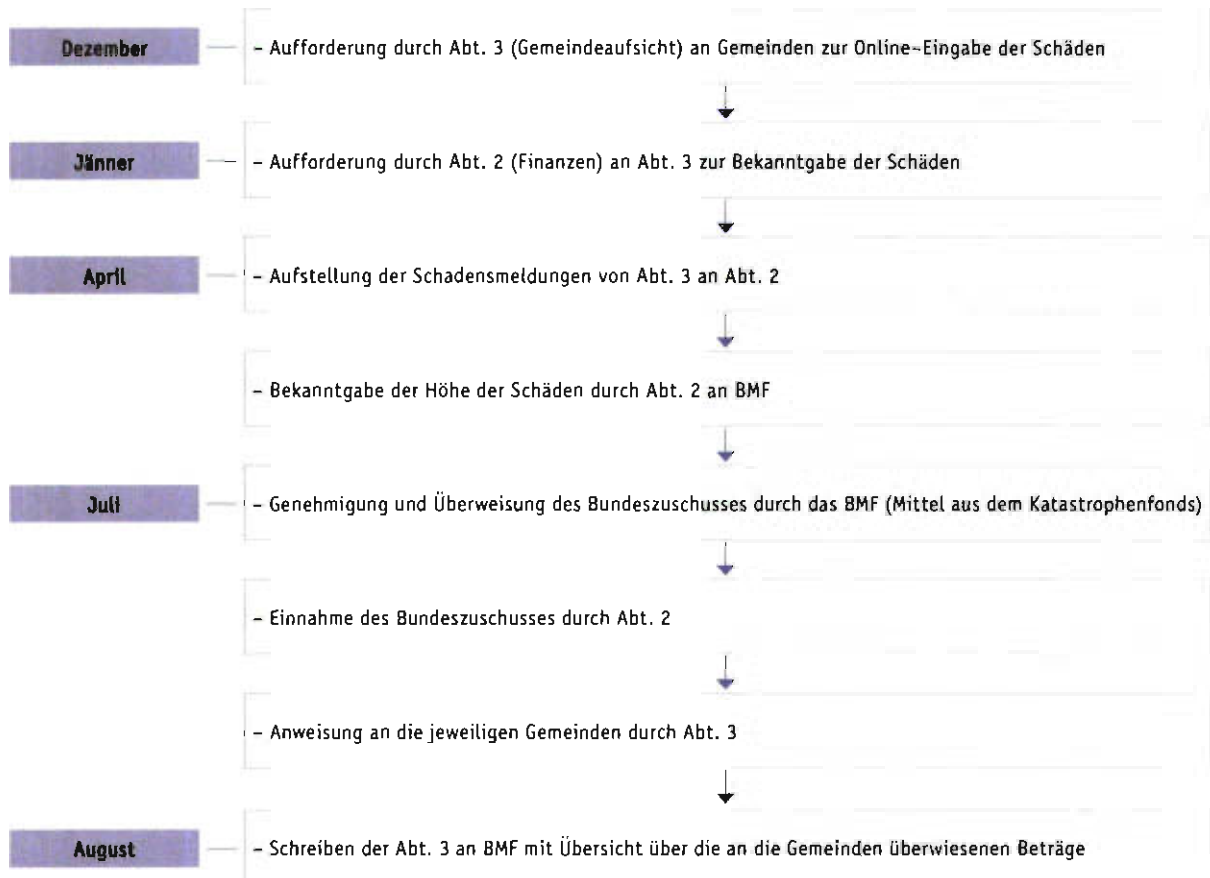 Dezember
– Aufforderung durch Abt. 3 (Gemeindeaufsicht) an Gemeinden zur Online-Eingabe der Schäden
Jänner
– Aufforderung durch Abt. 2 (Finanzen) an Abt. 3 zur Bekanntgabe der Schäden
April
– Aufstellung der Schadensmeldungen von Abt. 3 an Abt. 2
– Bekanntgabe der Höhe der Schäden durch Abt. 2 an BMF
Juli
– Genehmigung und Überweisung des Bundeszuschusses durch das BMF (Mittel aus dem Katastrophenfonds)
– Einnahme des Bundeszuschusses durch Abt. 2
– Anweisung an die jeweiligen Gemeinden durch Abt. 3
August
– Schreiben der Abt. 3 an BMF mit Übersicht über die an die Gemeinden überwiesenen Beträge